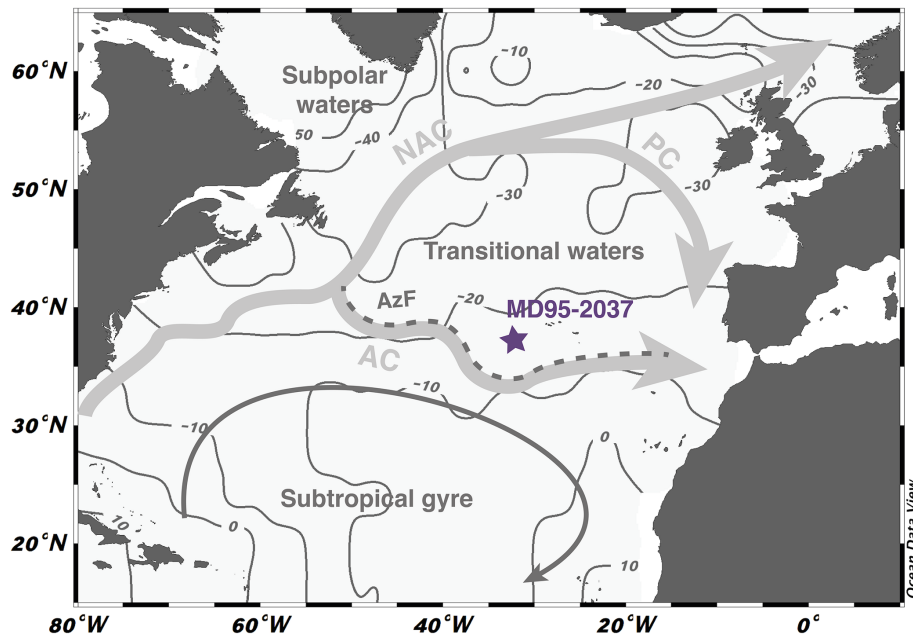 60°N
50°N
40°N
30°N
20°N
80°W
60°W
40°W
20°W
0°
Subpolar
waters
-10
-20
-30
50
-40
NAC
PC
-30
-30
Transitional waters
AzF
-20
MD95-2037
AC
-10
-10
0
Subtropical gyre
10
0
10
Ocean Data View